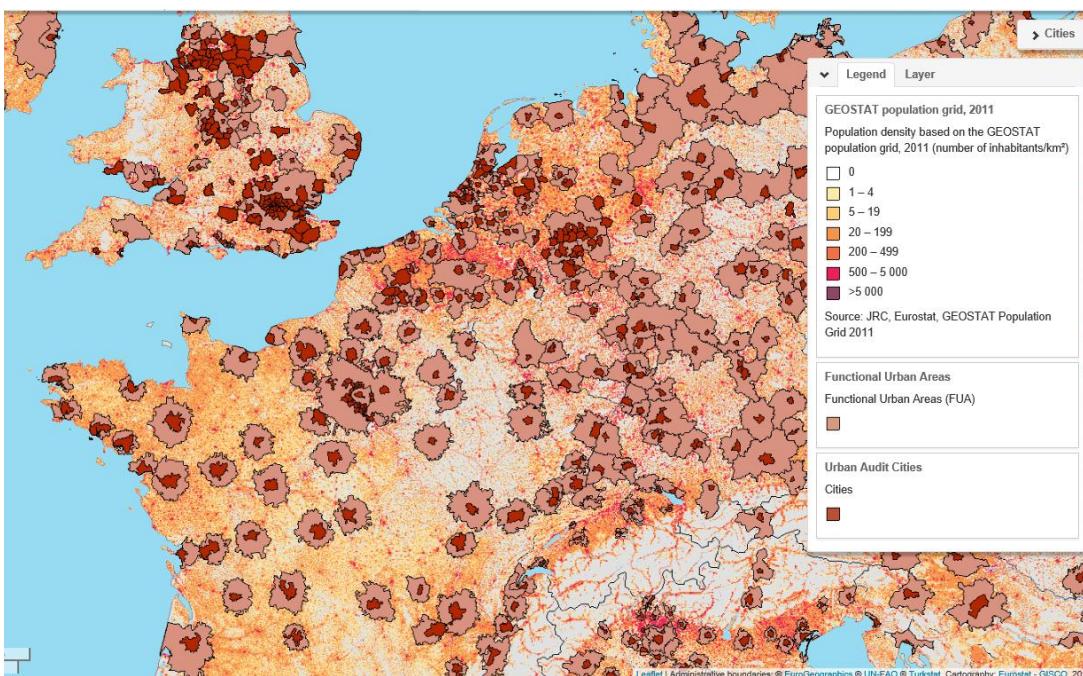 Cities
Legend Layer
GEOSTAT population grid, 2011
Population density based on the GEOSTAT
population grid, 2011 (number of inhabitants/km²)
0
1 – 4
5 – 19
20 – 199
200 – 499
500 – 5 000
>5 000
Source: JRC, Eurostat, GEOSTAT Population
Grid 2011
Functional Urban Areas
Functional Urban Areas (FUA)
Urban Audit Cities
Cities
Leaflet | Administrative boundaries: © EuroGeographics © UN-FAO © Turkstat, Cartography: Eurostat - GISCO, 20